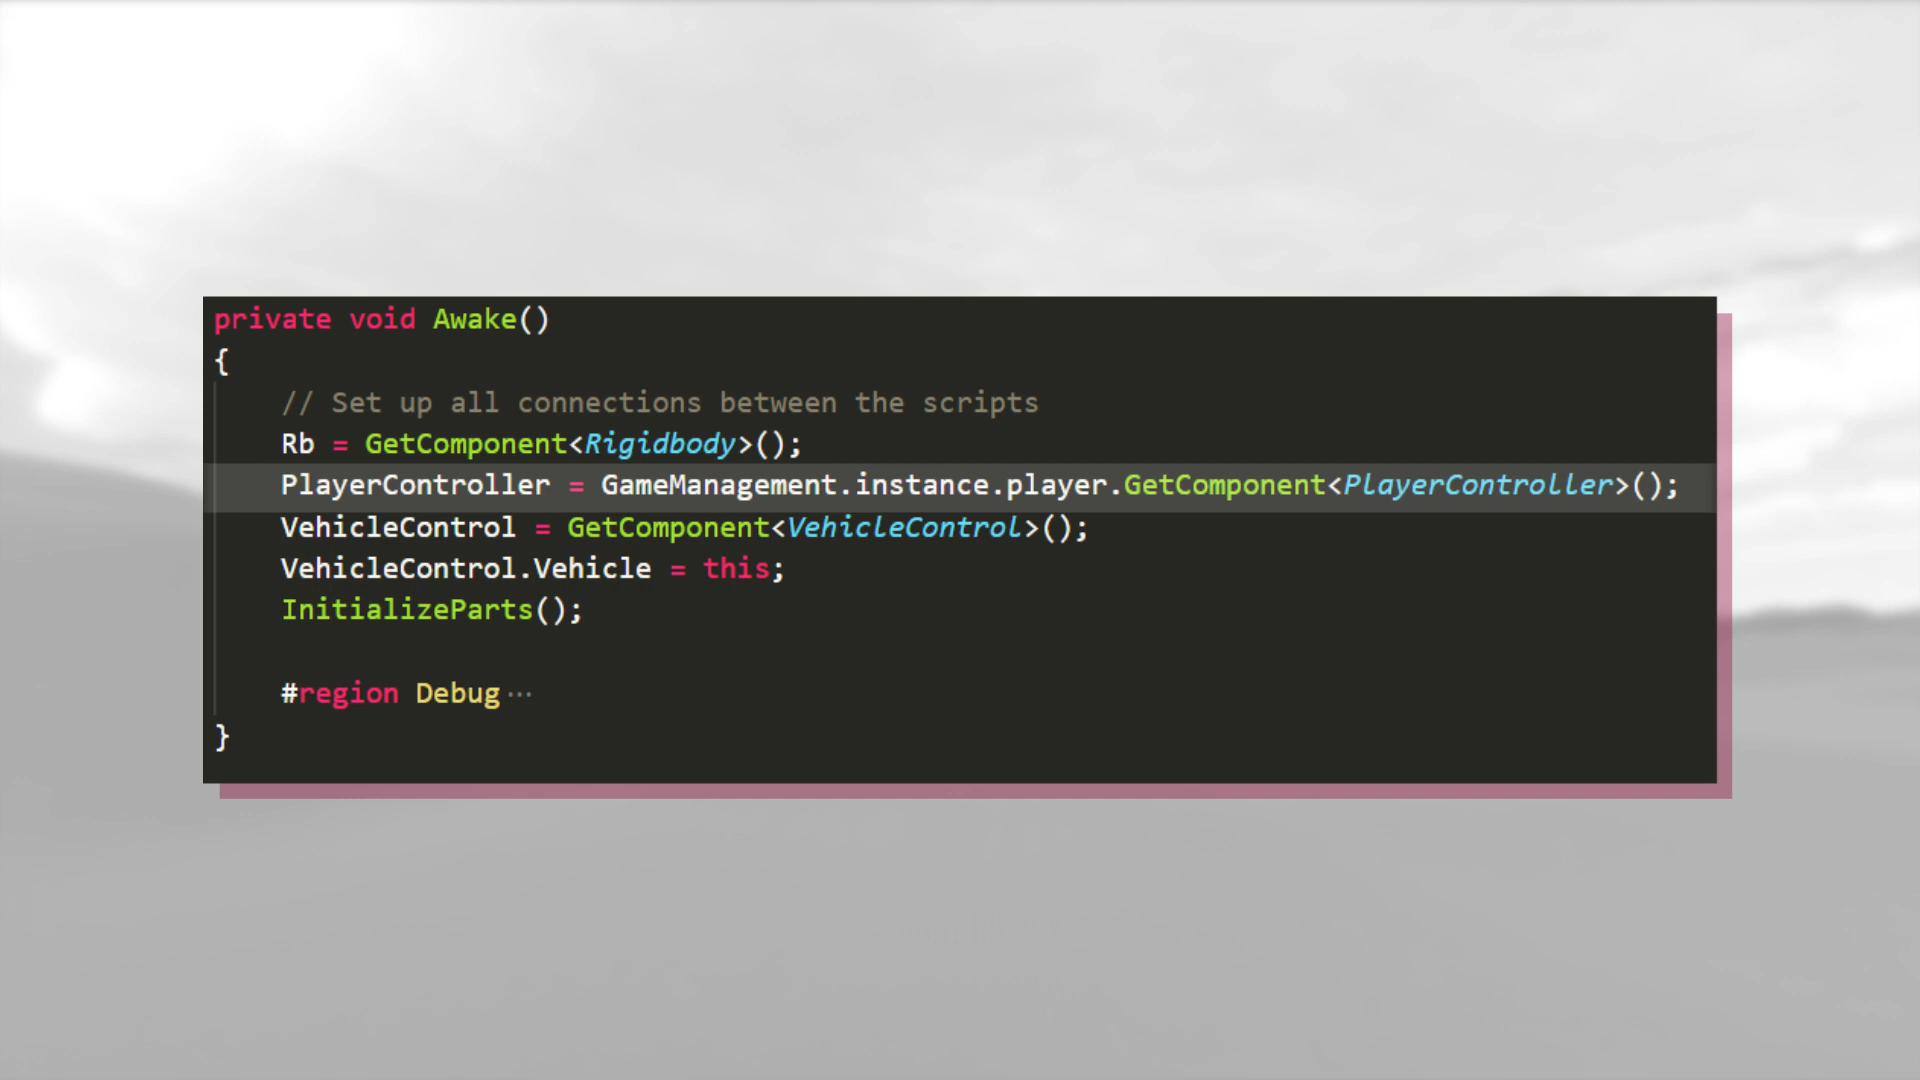 private void Awake()
{
// Set up all connections between the scripts
Rb = GetComponent<Rigidbody>();
PlayerController = GameManagement.instance.player.GetComponent<PlayerController>();
VehicleControl = GetComponent<VehicleControl>();
VehicleControl.Vehicle = this;
InitializeParts();
#region Debug ···
}